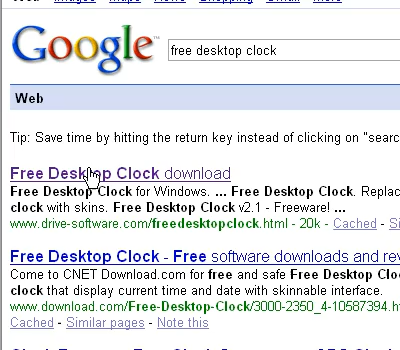 Web Images Maps News Shopping Gmail more
Google™
free desktop clock
Web
Tip: Save time by hitting the return key instead of clicking on "searc
Free Desktop Clock download
Free Desktop Clock for Windows. ... Free Desktop Clock. Replac
clock with skins. Free Desktop Clock v2.1 - Freeware! ...
www.drive-software.com/freedesktopclock.html - 20k - Cached - Si
Free Desktop Clock - Free software downloads and rev
Come to CNET Download.com for free and safe Free Desktop Cloc
clock that display current time and date with skinnable interface.
www.download.com/Free-Desktop-Clock/3000-2350_4-10587394.h
Cached - Similar pages - Note this